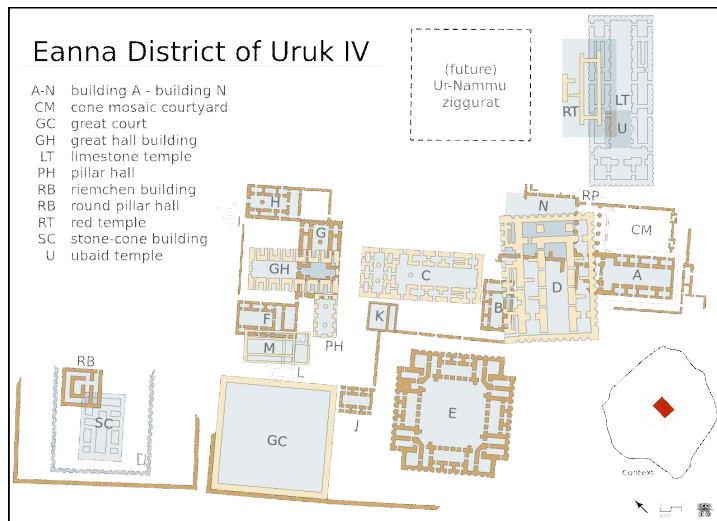 Eanna District of Uruk IV
A-N building A - building N
CM cone mosaic courtyard
GC great court
GH great hall building
LT limestone temple
PH pillar hall
RB riemchen building
RB round pillar hall
RT red temple
SC stone-cone building
U ubaid temple
(future)
Ur-Nammu
ziggurat
RT
LT
U
H
N
RP
CM
G
GH
C
D
A
B
F
K
M
PH
L
RB
SC
J
GC
E
Context